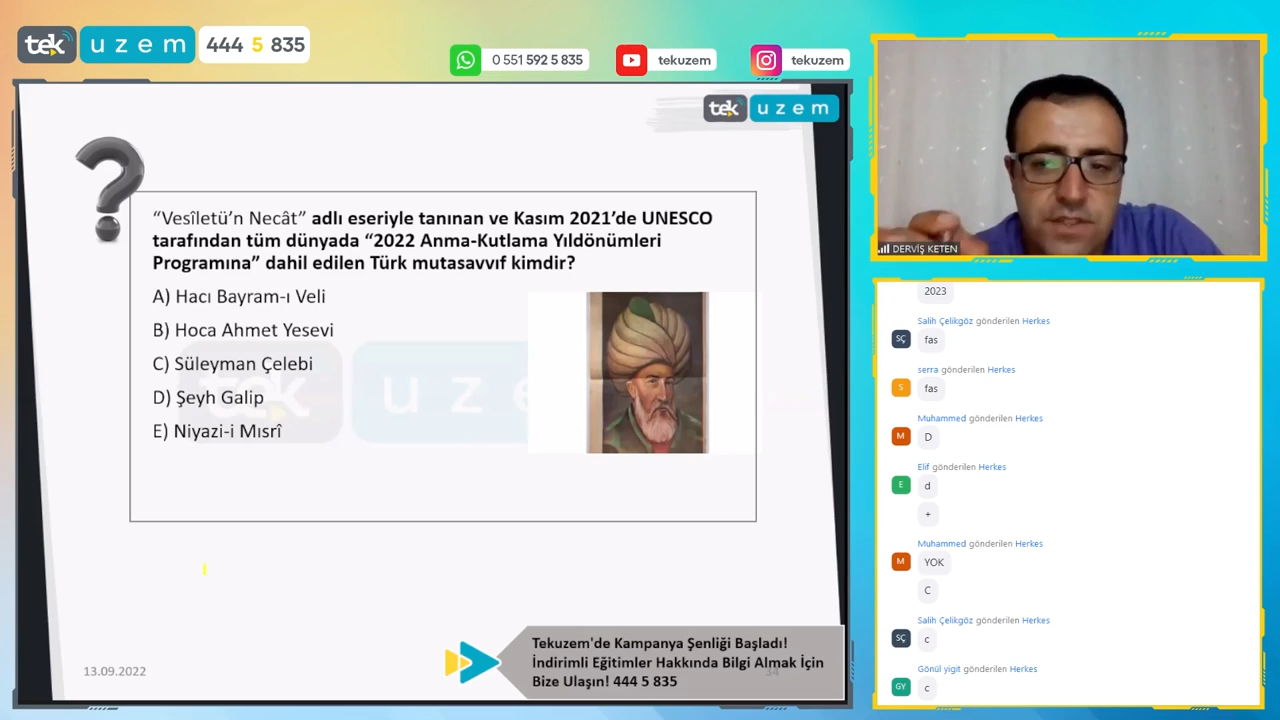 tek uzem 444 5 835
0 551 592 5 835
tekuzem
tekuzem
tek uzem
?
“Vesîletü’n Necât” adlı eseriyle tanınan ve Kasım 2021’de UNESCO
tarafından tüm dünyada “2022 Anma-Kutlama Yıldönümleri
Programına” dahil edilen Türk mutasavvıf kimdir?
A) Hacı Bayram-ı Veli
B) Hoca Ahmet Yesevi
C) Süleyman Çelebi
D) Şeyh Galip
E) Niyazi-i Mısrî
tek uze
13.09.2022
Tekuzem'de Kampanya Şenliği Başladı!
İndirimli Eğitimler Hakkında Bilgi Almak İçin
Bize Ulaşın! 444 5 835
DERVİŞ KETEN
2023
Salih Çelikgöz gönderilen Herkes
SÇ
fas
serra gönderilen Herkes
S
fas
Muhammed gönderilen Herkes
M
D
Elif gönderilen Herkes
E
d
+
Muhammed gönderilen Herkes
M
YOK
C
Salih Çelikgöz gönderilen Herkes
SÇ
c
Gönül yigit gönderilen Herkes
GY
c